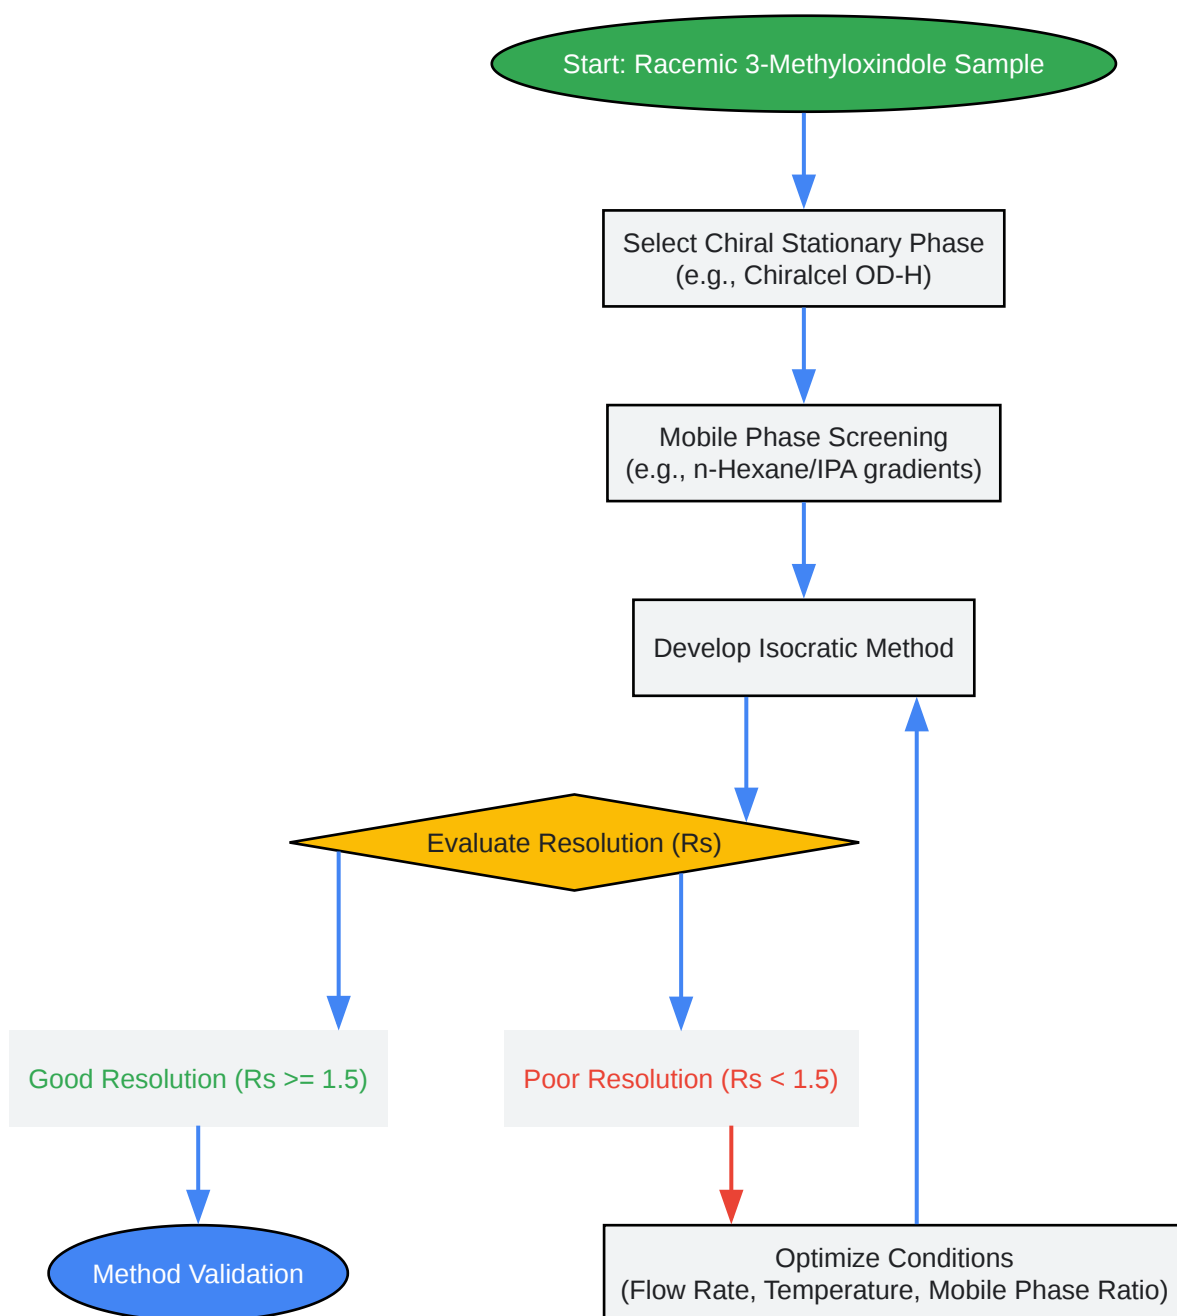 Start: Racemic 3-Methyloxindole Sample
Select Chiral Stationary Phase
(e.g., Chiralcel OD-H)
Mobile Phase Screening
(e.g., n-Hexane/IPA gradients)
Develop Isocratic Method
Evaluate Resolution (Rs)
Good Resolution (Rs >= 1.5)
Poor Resolution (Rs < 1.5)
Method Validation
Optimize Conditions
(Flow Rate, Temperature, Mobile Phase Ratio)